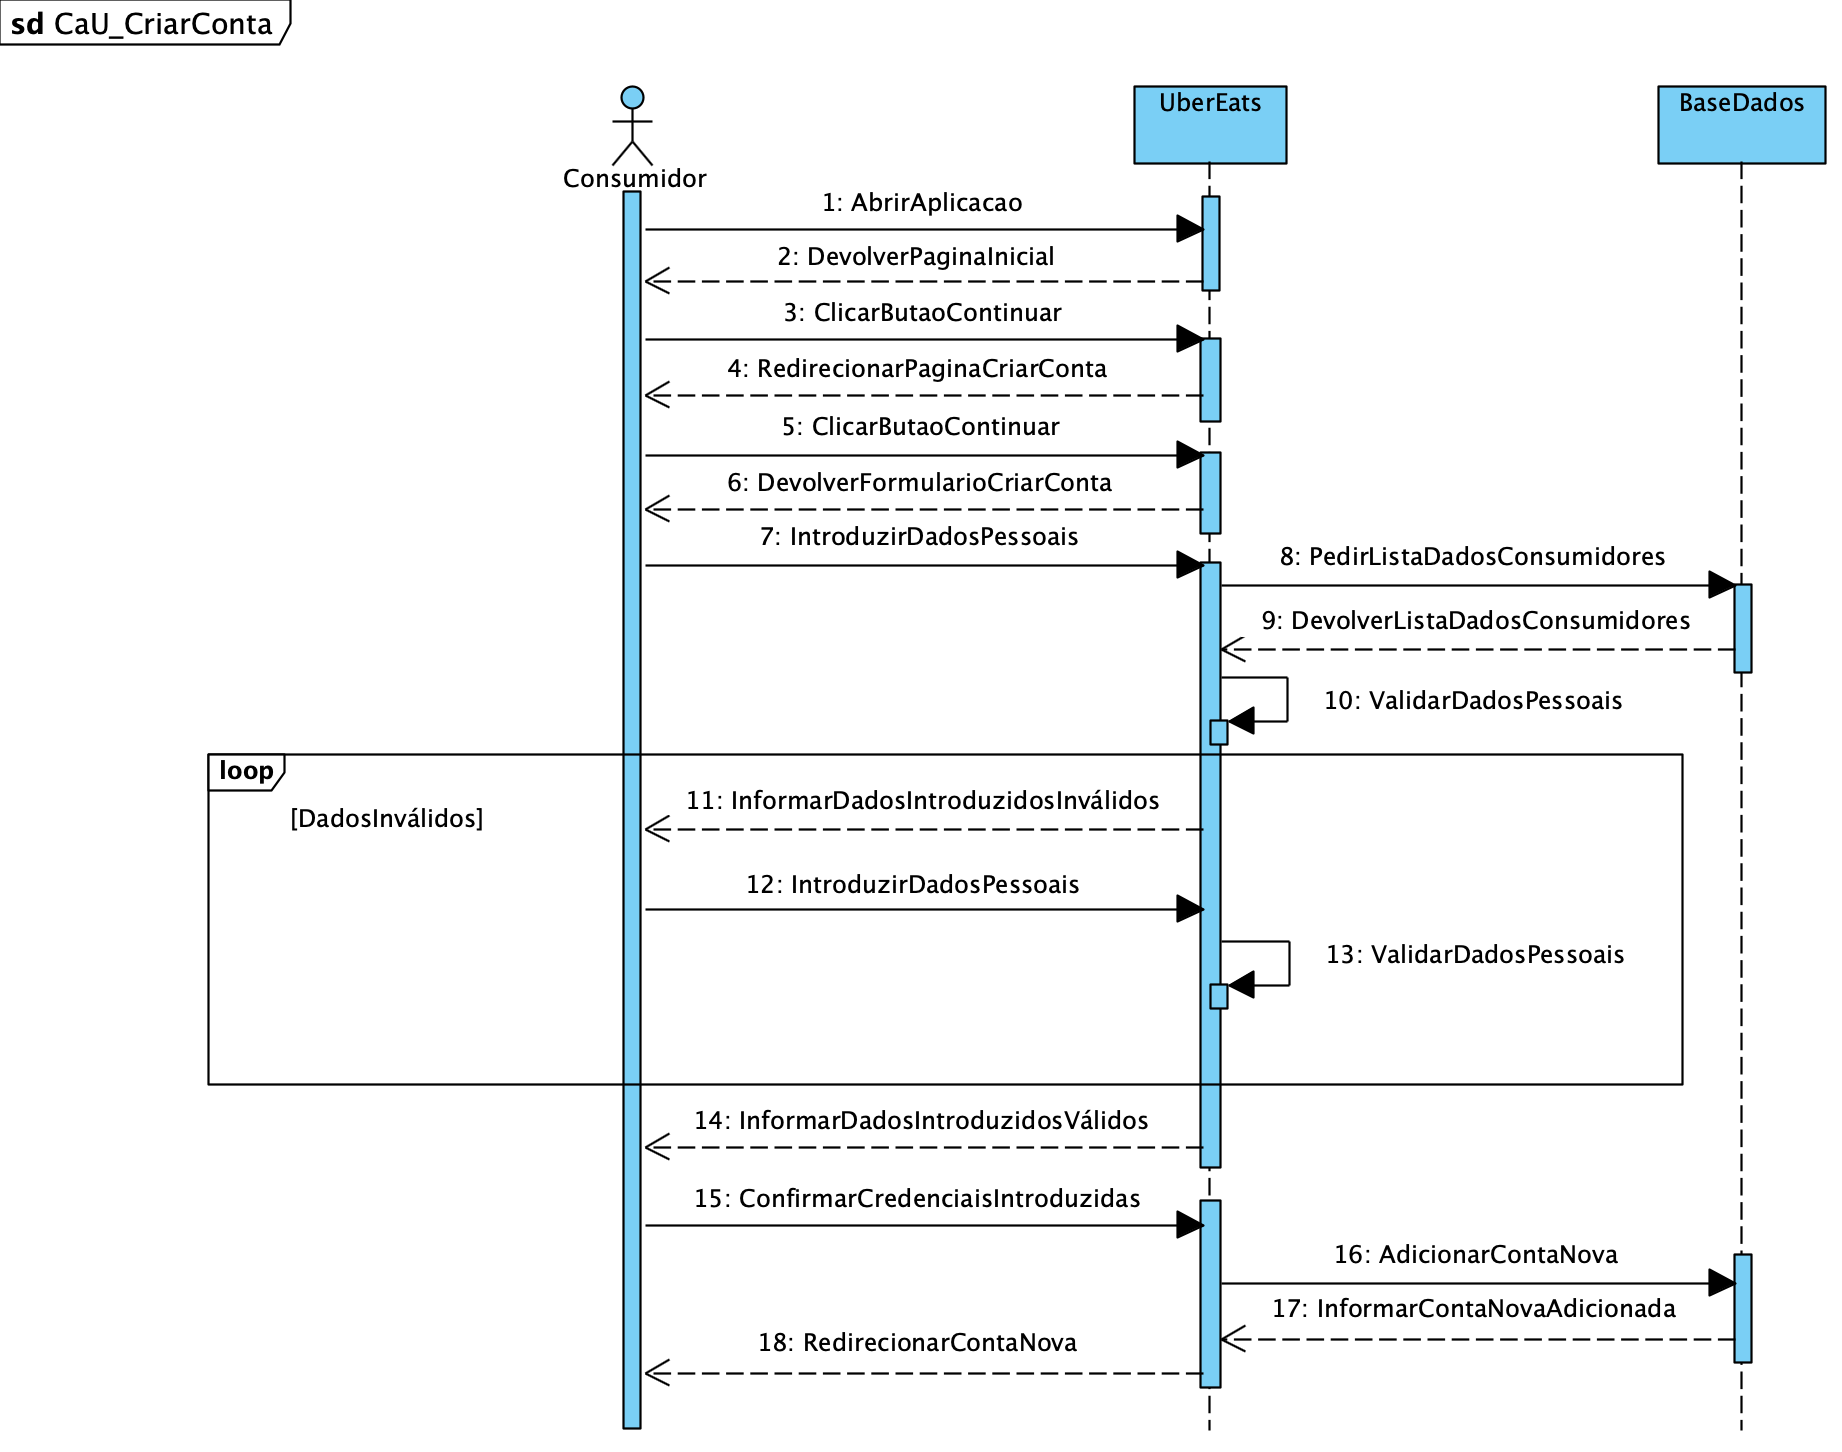 sd CaU_CriarConta
UberEats
BaseDados
Consumidor
1: AbrirAplicacao
2: DevolverPaginaInicial
3: ClicarButaoContinuar
4: RedirecionarPaginaCriarConta
5: ClicarButaoContinuar
6: DevolverFormularioCriarConta
7: IntroduzirDadosPessoais
8: PedirListaDadosConsumidores
9: DevolverListaDadosConsumidores
10: ValidarDadosPessoais
loop
[DadosInválidos]
11: InformarDadosIntroduzidosInválidos
12: IntroduzirDadosPessoais
13: ValidarDadosPessoais
14: InformarDadosIntroduzidosVálidos
15: ConfirmarCredenciaisIntroduzidas
16: AdicionarContaNova
17: InformarContaNovaAdicionada
18: RedirecionarContaNova